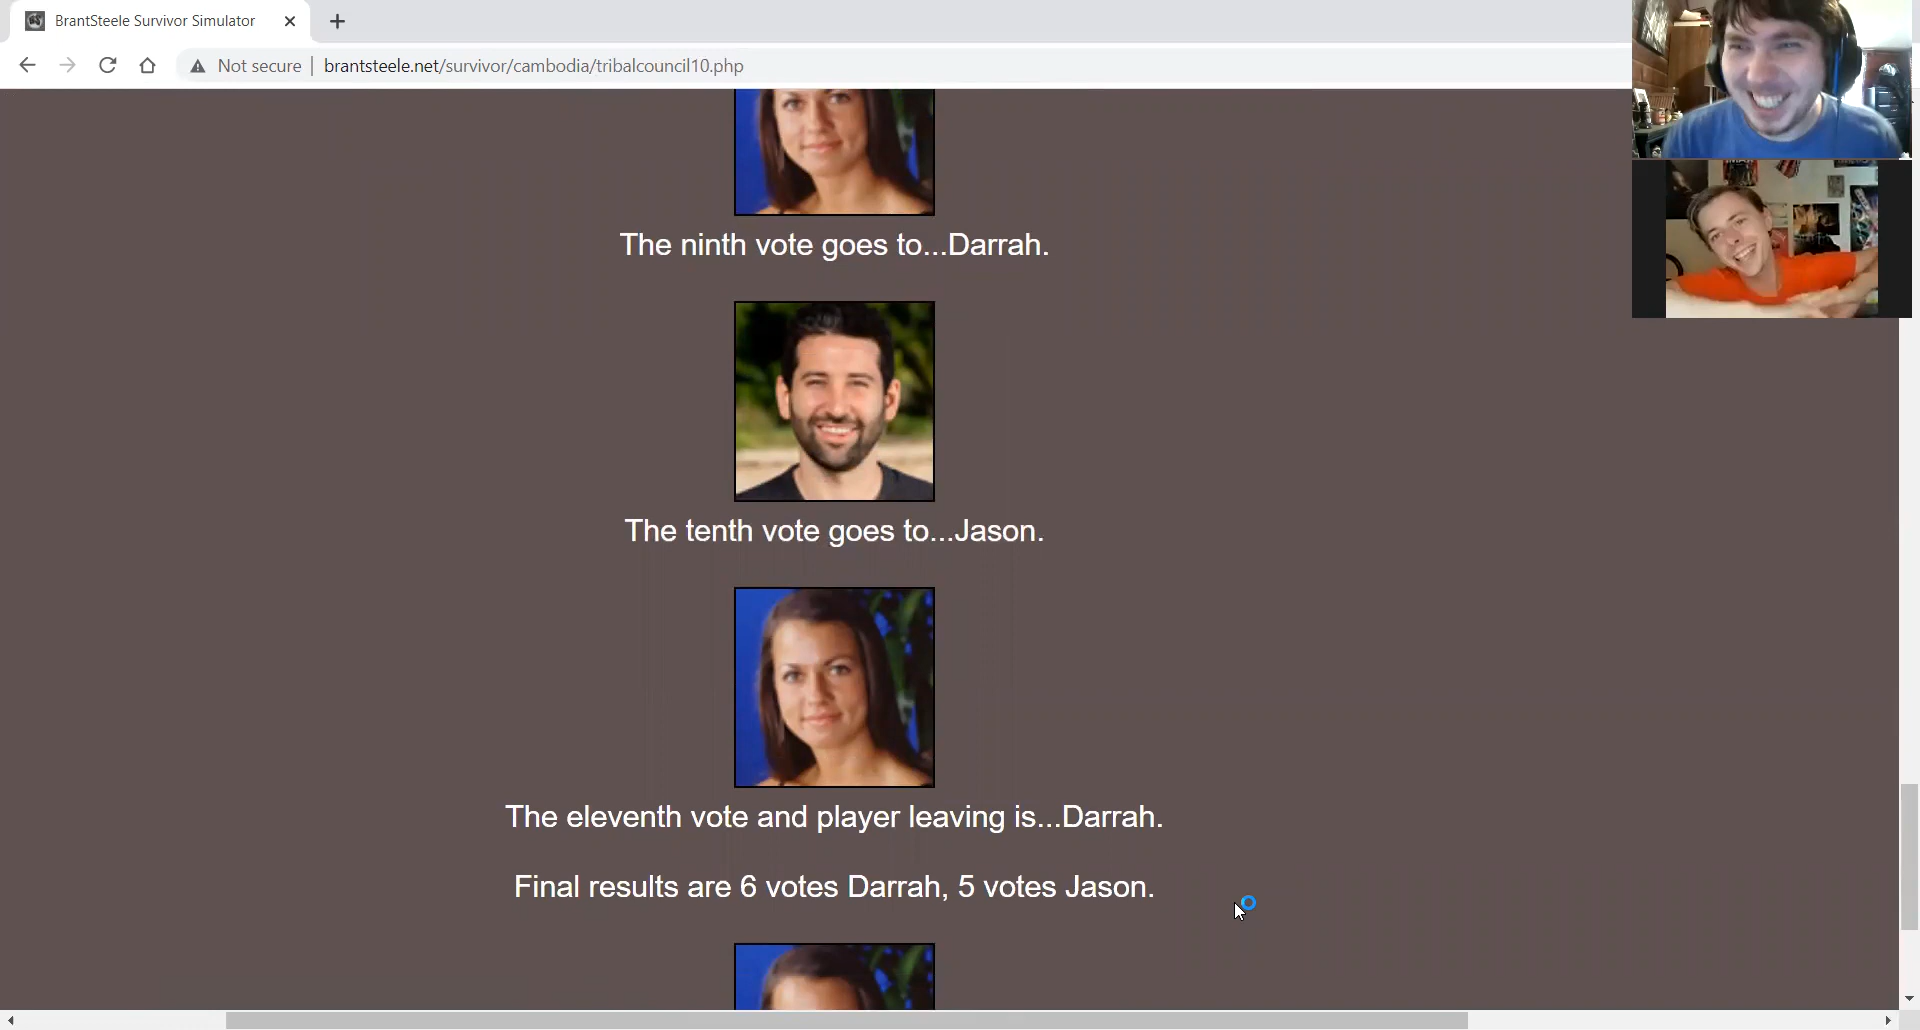 BrantSteele Survivor Simulator
Not secure
brantsteele.net/survivor/cambodia/tribalcouncil10.php
The ninth vote goes to...Darrah.
The tenth vote goes to...Jason.
The eleventh vote and player leaving is...Darrah.
Final results are 6 votes Darrah, 5 votes Jason.